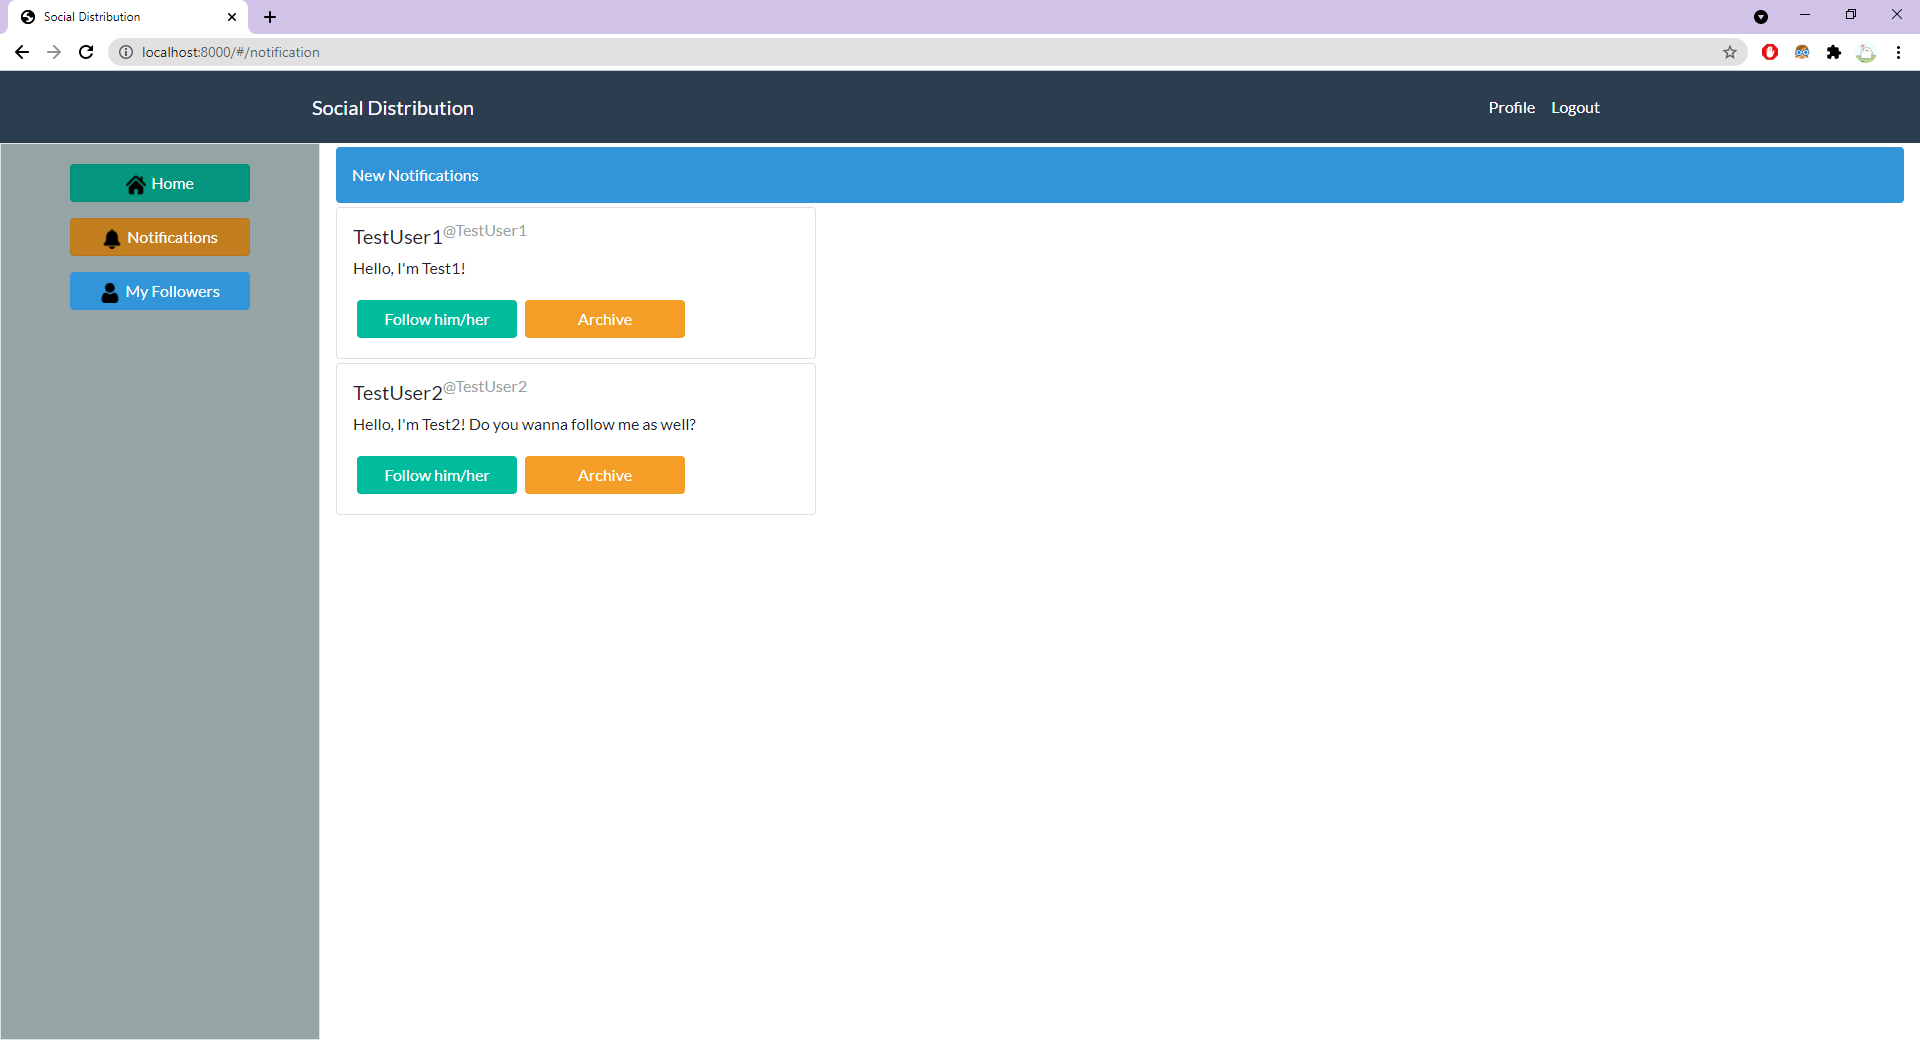 Social Distribution
localhost:8000/#/notification
Social Distribution
Profile Logout
Home
Notifications
My Followers
New Notifications
TestUser1@TestUser1
Hello, I'm Test1!
Follow him/her Archive
TestUser2@TestUser2
Hello, I'm Test2! Do you wanna follow me as well?
Follow him/her Archive